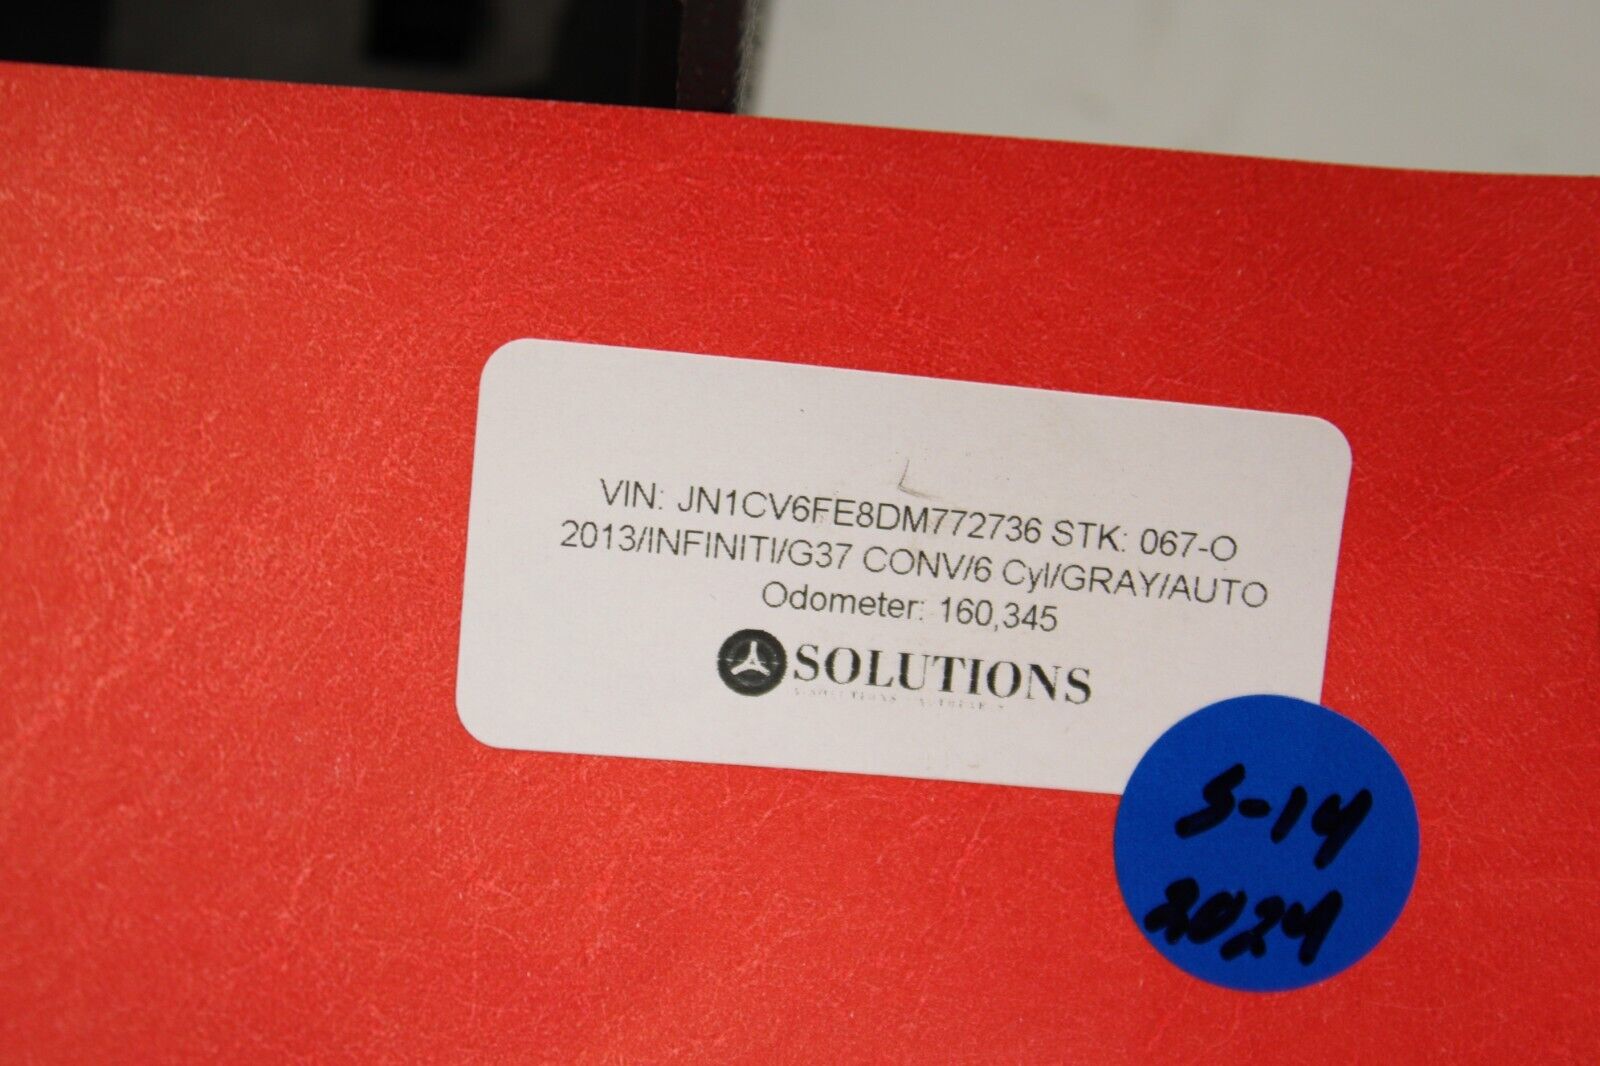 VIN: JN1CV6FE8DM772736 STK: 067-O
2013/INFINITI/G37 CONV/6 Cyl/GRAY/AUTO
Odometer: 160,345
SOLUTIONS
5-14
2024